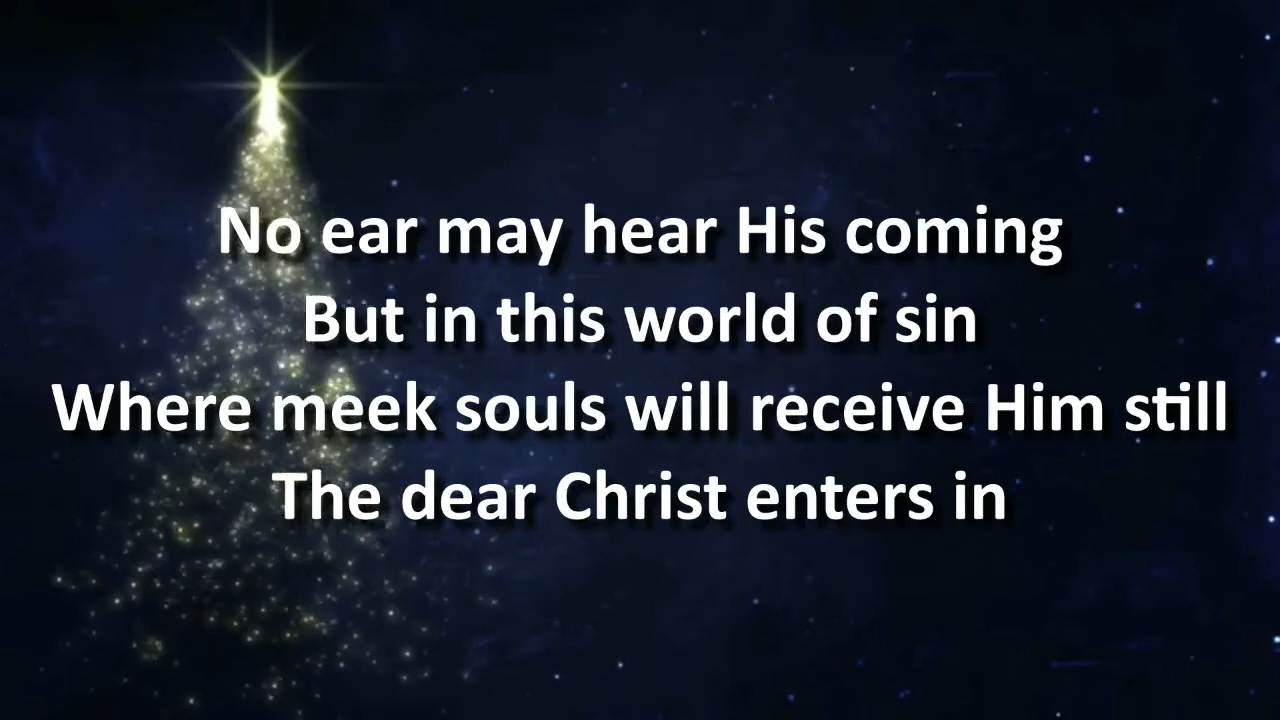 No ear may hear His coming
But in this world of sin
Where meek souls will receive Him still
The dear Christ enters in